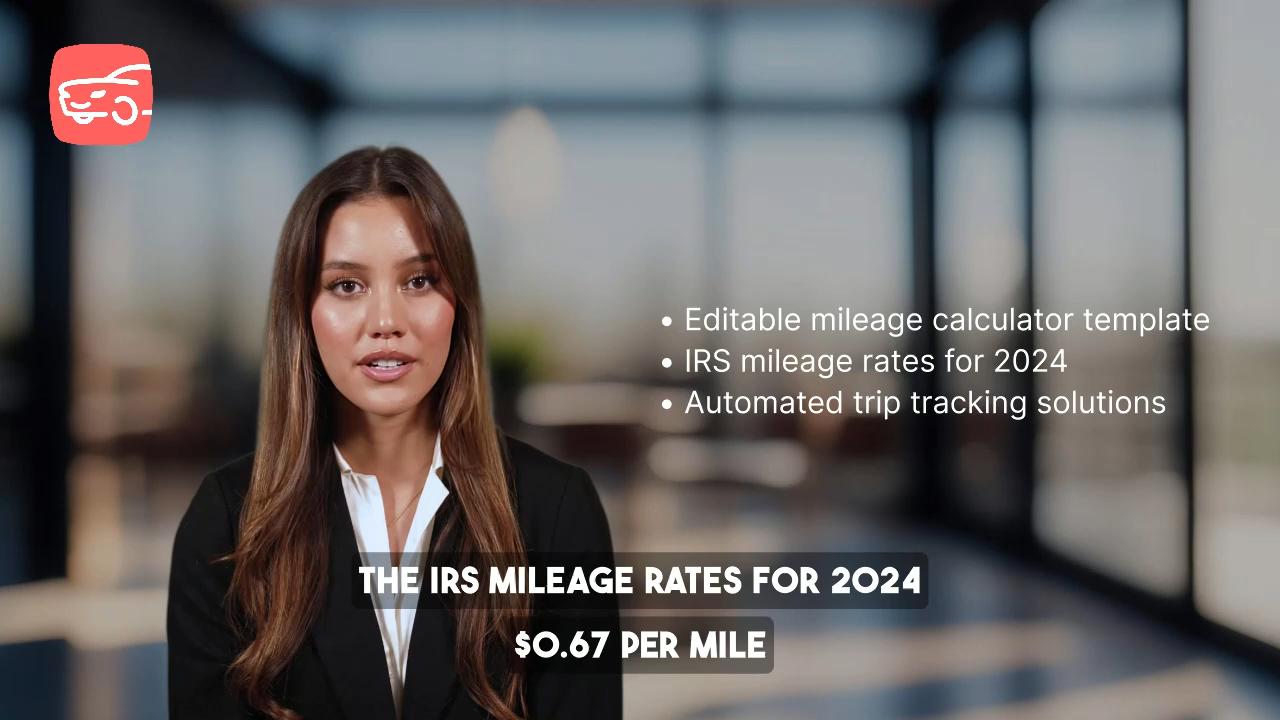 • Editable mileage calculator template
• IRS mileage rates for 2024
• Automated trip tracking solutions
THE IRS MILEAGE RATES FOR 2024
$0.67 PER MILE